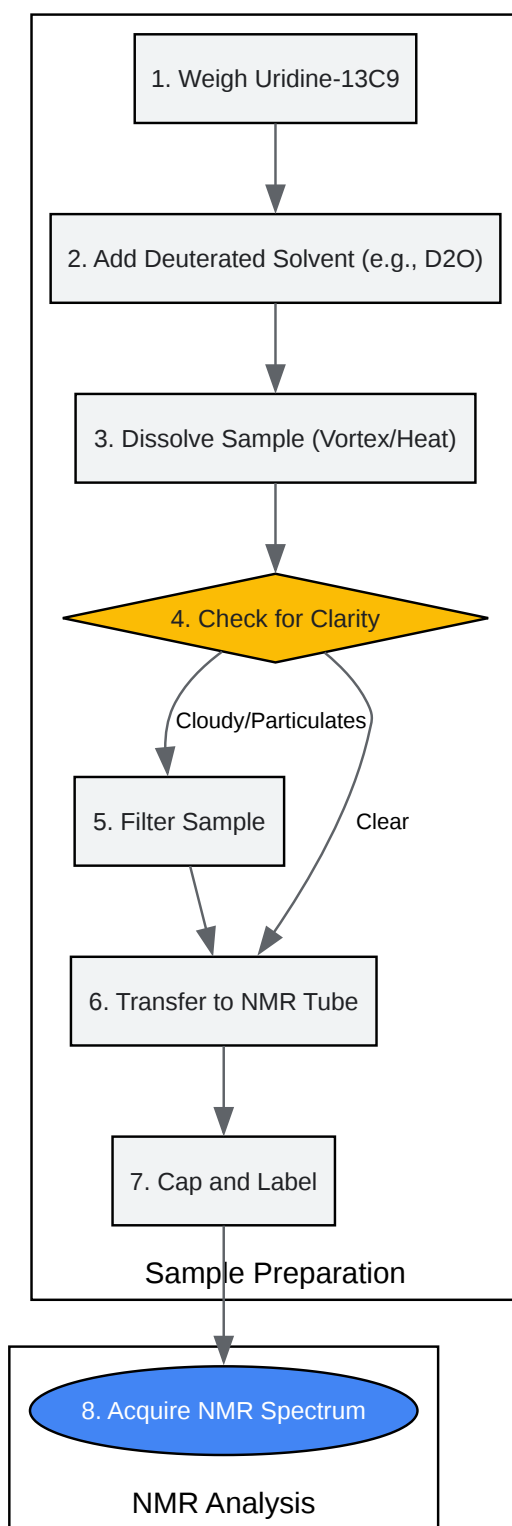 1. Weigh Uridine-13C9
2. Add Deuterated Solvent (e.g., D2O)
3. Dissolve Sample (Vortex/Heat)
4. Check for Clarity
Cloudy/Particulates
5. Filter Sample
Clear
6. Transfer to NMR Tube
7. Cap and Label
Sample Preparation
8. Acquire NMR Spectrum
NMR Analysis